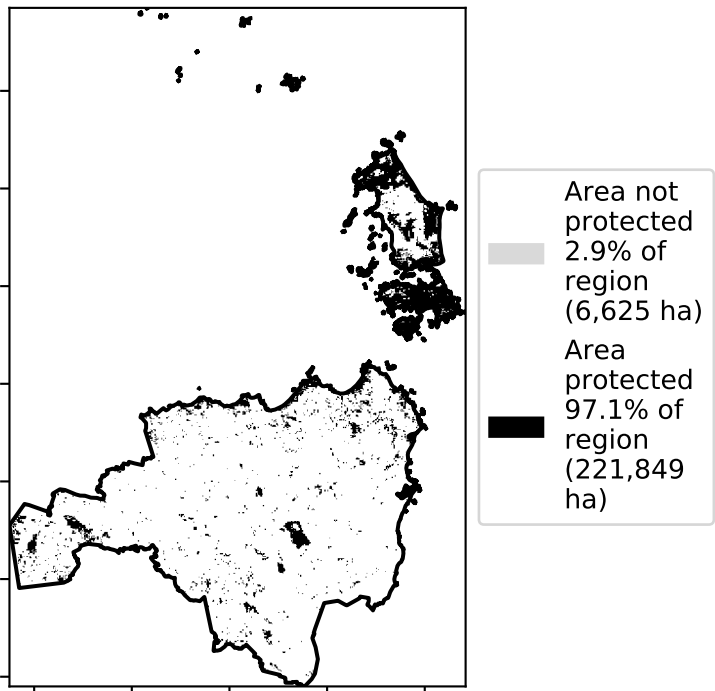 Area not
protected
2.9% of
region
(6,625 ha)
Area
protected
97.1% of
region
(221,849
ha)